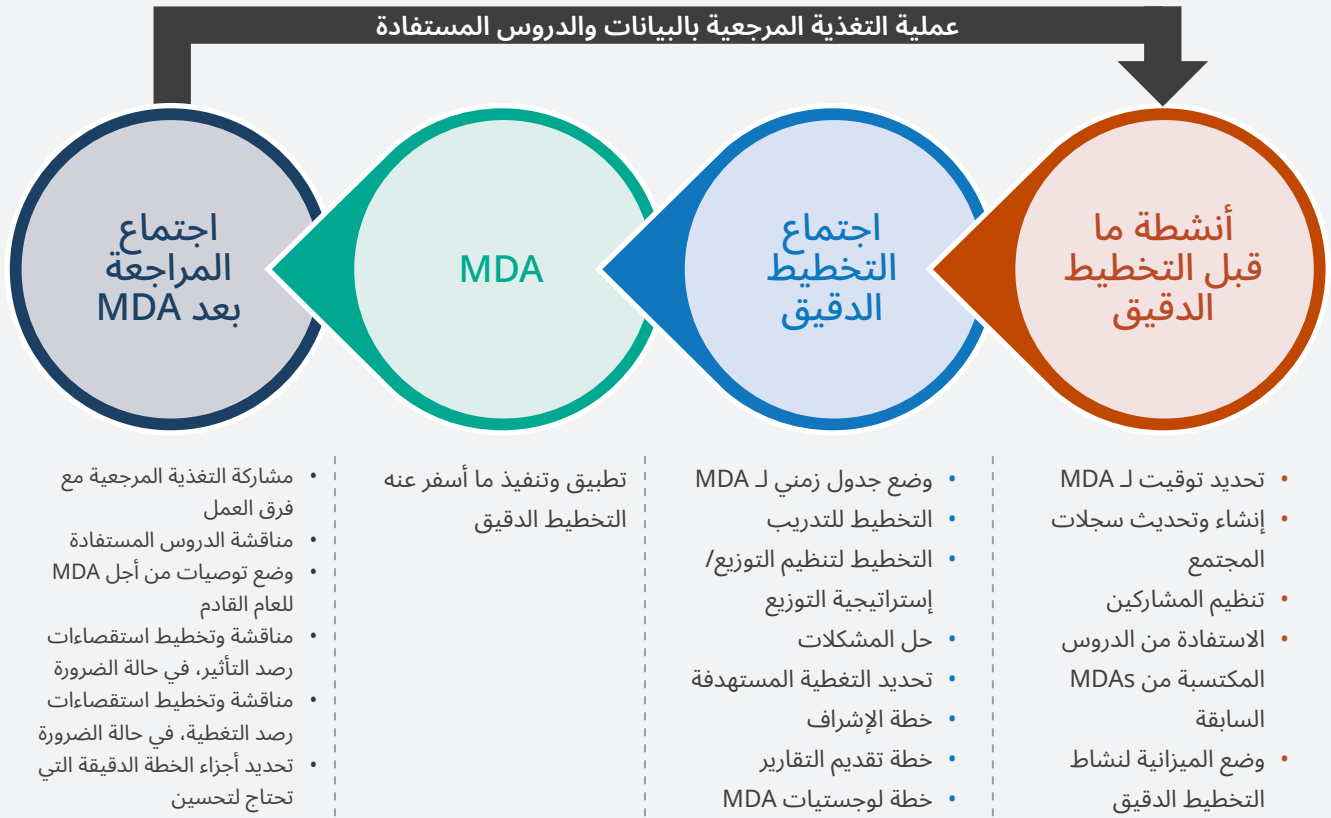 عملية التغذية المرجعية بالبيانات والدروس المستفادة
أنشطة ما
قبل التخطيط
الدقيق
اجتماع
التخطيط
الدقيق
MDA
اجتماع
المراجعة
بعد MDA
• تحديد توقيت لـ MDA
• إنشاء وتحديث سجلات
المجتمع
• تنظيم المشاركين
• الاستفادة من الدروس
المكتسبة من MDAs
السابقة
• وضع الميزانية لنشاط
التخطيط الدقيق
• وضع جدول زمني لـ MDA
• التخطيط للتدريب
• التخطيط لتنظيم التوزيع/
إستراتيجية التوزيع
• حل المشكلات
• تحديد التغطية المستهدفة
• خطة الإشراف
• خطة تقديم التقارير
• خطة لوجستيات MDA
تطبيق وتنفيذ ما أسفر عنه
التخطيط الدقيق
• مشاركة التغذية المرجعية مع
فرق العمل
• مناقشة الدروس المستفادة
• وضع توصيات من أجل MDA
للعام القادم
• مناقشة وتخطيط استقصاءات
رصد التأثير، في حالة الضرورة
• مناقشة وتخطيط استقصاءات
رصد التغطية، في حالة الضرورة
• تحديد أجزاء الخطة الدقيقة التي
تحتاج لتحسين